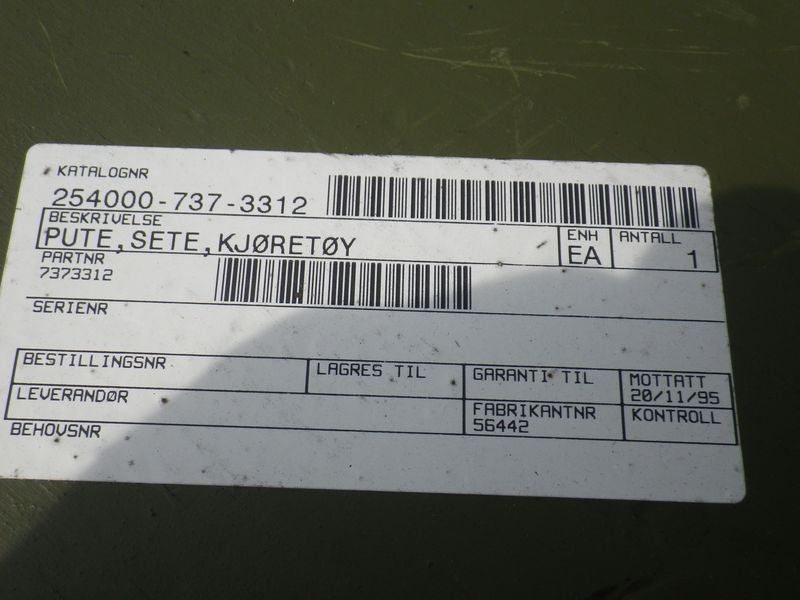 KATALOGNR
254000-737-3312
BESKRIVELSE
PUTE,SETE,KJØRETØY
ENH
EA
ANTALL
1
PARTNR
7373312
SERIENR
BESTILLINGSNR
LAGRES TIL
GARANTI TIL
MOTTATT
20/11/95
LEVERANDØR
FABRIKANTNR
56442
KONTROLL
BEHOVSNR